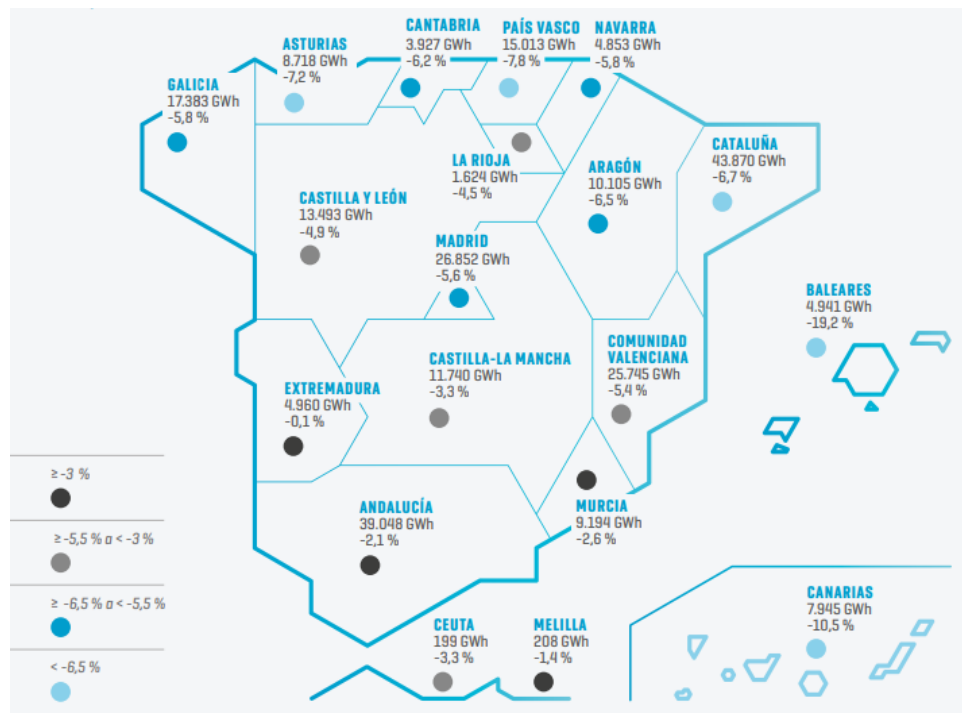 CANTABRIA
3.927 GWh
-6,2 %
PAÍS VASCO
15.013 GWh
-7,8 %
NAVARRA
4.853 GWh
-5,8 %
ASTURIAS
8.718 GWh
-7,2 %
GALICIA
17.383 GWh
-5,8 %
LA RIOJA
1.624 GWh
-4,5 %
ARAGÓN
10.105 GWh
-6,5 %
CATALUÑA
43.870 GWh
-6,7 %
CASTILLA Y LEÓN
13.493 GWh
-4,9 %
MADRID
26.852 GWh
-5,6 %
BALEARES
4.941 GWh
-19,2 %
COMUNIDAD
VALENCIANA
25.745 GWh
-5,4 %
CASTILLA-LA MANCHA
11.740 GWh
-3,3 %
EXTREMADURA
4.960 GWh
-0,1 %
ANDALUCÍA
39.048 GWh
-2,1 %
MURCIA
9.194 GWh
-2,6 %
CEUTA
199 GWh
-3,3 %
MELILLA
208 GWh
-1,4 %
CANARIAS
7.945 GWh
-10,5 %
≥ -3 %
≥ -5,5 % a < -3 %
≥ -6,5 % a < -5,5 %
< -6,5 %